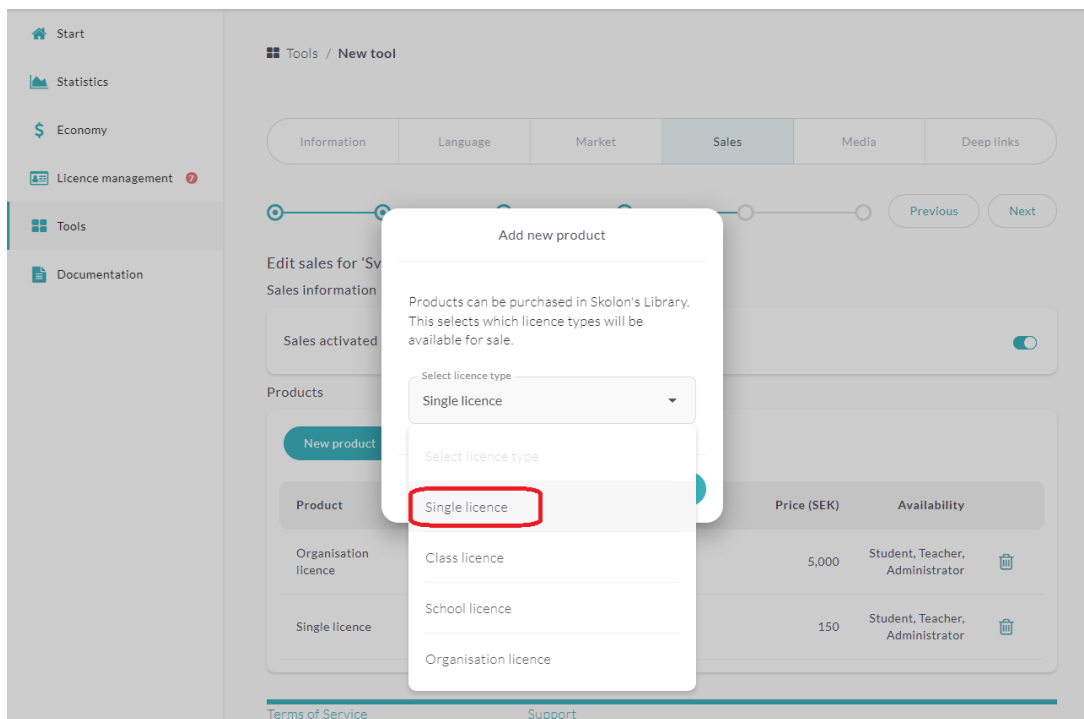 Start
Statistics
Economy
Licence management 7
Tools
Documentation
Tools / New tool
Information Language Market Sales Media Deep links
Previous Next
Edit sales for 'Sv
Sales information
Sales activated
Products
New product
Product Price (SEK) Availability
Organisation
licence
5,000 Student, Teacher,
Administrator
Single licence 150 Student, Teacher,
Administrator
Add new product
Products can be purchased in Skolon's Library.
This selects which licence types will be
available for sale.
Select licence type
Single licence
Select licence type
Single licence
Class licence
School licence
Organisation licence
Terms of Service Support